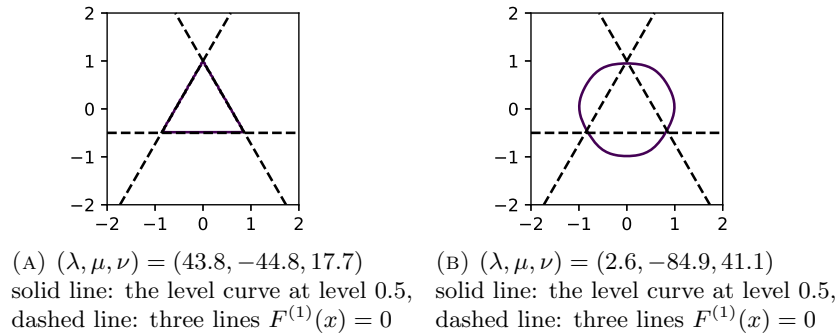 2
1
0
−1
−2
−2 −1 0 1 2
2
1
0
−1
−2
−2 −1 0 1 2
(A) (λ, μ, ν) = (43.8, −44.8, 17.7)
solid line: the level curve at level 0.5,
dashed line: three lines F⁽¹⁾(x) = 0
(B) (λ, μ, ν) = (2.6, −84.9, 41.1)
solid line: the level curve at level 0.5,
dashed line: three lines F⁽¹⁾(x) = 0